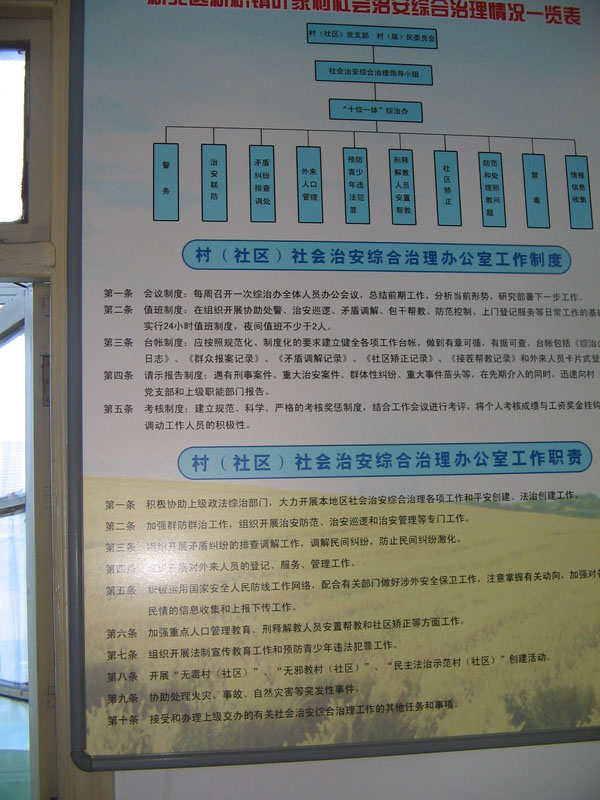 村社会治安综合治理情况一览表
村（社区）党支部 村（居）民委员会
社会治安综合治理领导小组
“十位一体”综治办
警务
治安联防
矛盾纠纷排查调处
外来人口管理
预防青少年违法犯罪
刑释解教人员安置帮教
社区矫正
防范和处理邪教问题
禁毒
情报信息收集
村（社区）社会治安综合治理办公室工作制度
第一条 会议制度：每周召开一次综治办全体人员办公会议，总结前期工作，分析当前形势，研究部署下一步工作。
第二条 值班制度：在组织开展协助处警、治安巡逻、矛盾调解、包干帮教、防范控制、上门登记服务等日常工作的基
实行24小时值班制度，夜间值班不少于2人。
第三条 台帐制度：应按照规范化、制度化的要求建立健全各项工作台帐，做到有章可循，有据可查。台帐包括《综治
日志》、《群众报案记录》、《矛盾调解记录》、《社区矫正记录》、《接茬帮教记录》和外来人员卡片式登
第四条 请示报告制度：遇有刑事案件、重大治安案件、群体性纠纷、重大事件苗头等，在先期介入的同时，迅速向村（
党支部和上级职能部门报告。
第五条 考核制度：建立规范、科学、严格的考核奖惩制度，结合工作会议进行考评，将个人考核成绩与工资奖金挂钩
调动工作人员的积极性。
村（社区）社会治安综合治理办公室工作职责
第一条 积极协助上级政法综治部门，大力开展本地区社会治安综合治理各项工作和平安创建、法治创建工作。
第二条 加强群防群治工作，组织开展治安防范、治安巡逻和治安管理等专门工作。
第三条 组织开展矛盾纠纷的排查调解工作，调解民间纠纷，防止民间纠纷激化。
第四条 组织开展对外来人员的登记、服务、管理工作。
第五条 积极运用国家安全人民防线工作网络，配合有关部门做好涉外安全保卫工作，注意掌握有关动向，加强对
民情的信息收集和上报下传工作。
第六条 加强重点人口管理教育、刑释解教人员安置帮教和社区矫正等方面工作。
第七条 组织开展法制宣传教育工作和预防青少年违法犯罪工作。
第八条 开展“无毒村（社区）”、“无邪教村（社区）”、“民主法治示范村（社区）”创建活动。
第九条 协助处理火灾、事故、自然灾害等突发性事件。
第十条 接受和办理上级交办的有关社会治安综合治理工作的其他任务和事项。